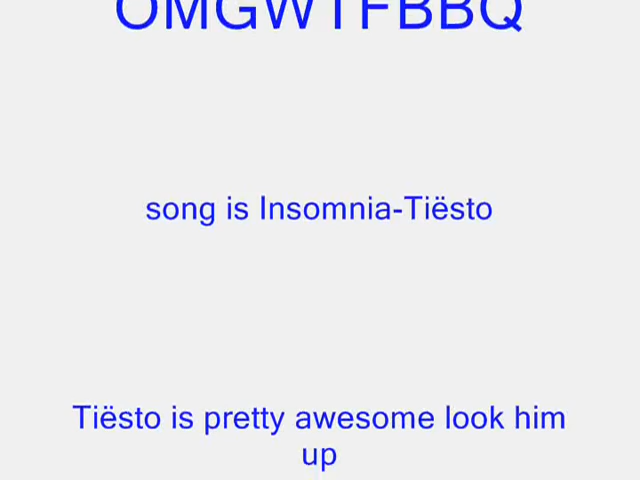 OMGWTFBBQ
song is Insomnia-Tiësto
Tiësto is pretty awesome look him
up